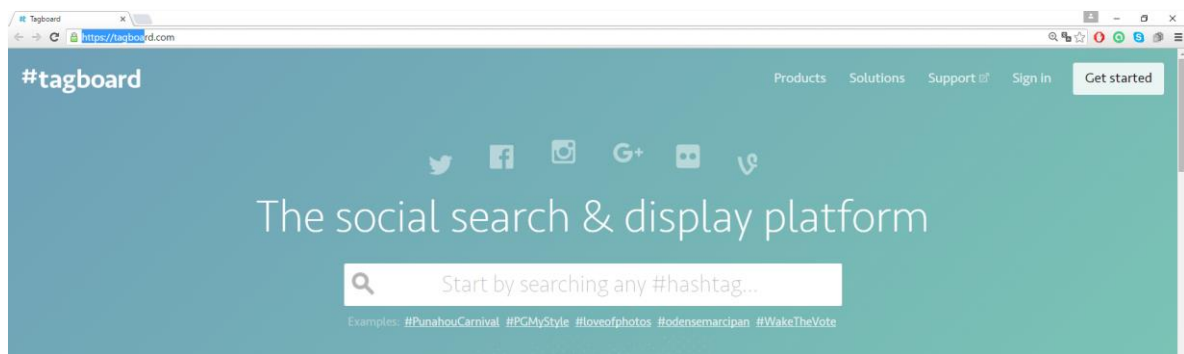 Tagboard
https://tagboard.com
#tagboard Products Solutions Support Sign in Get started
G+
The social search & display platform
Start by searching any #hashtag...
Examples: #PunahouCarnival #PGMyStyle #loveofphotos #odensemarcipan #WakeTheVote